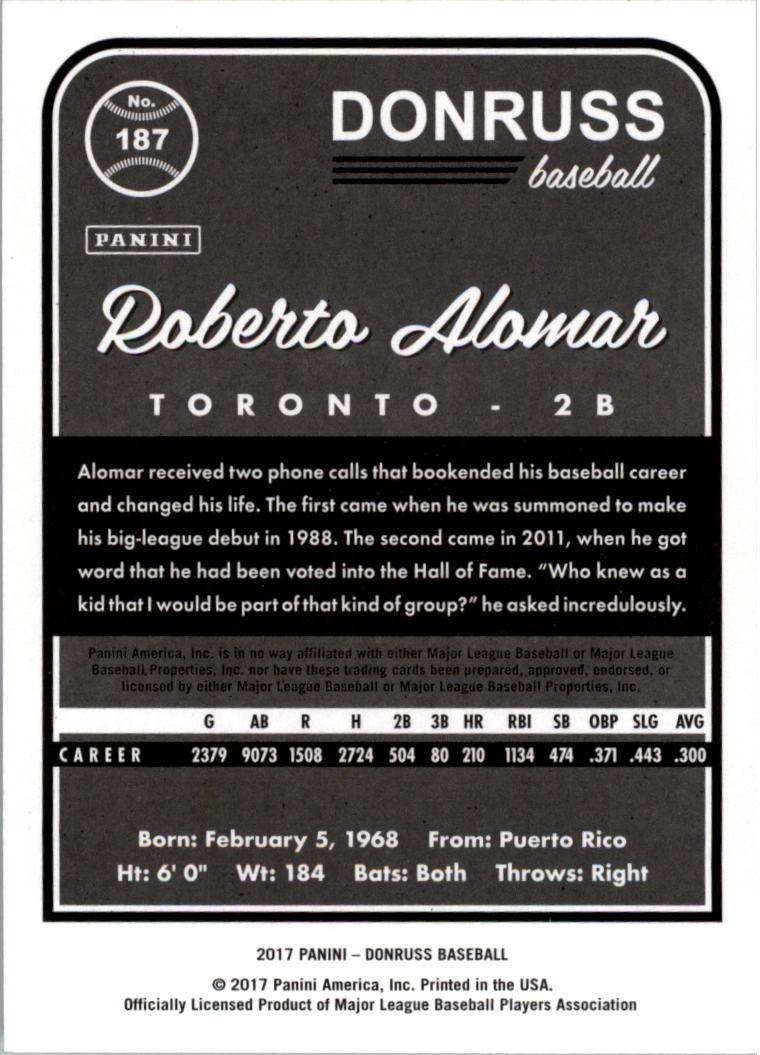 No.
187
DONRUSS
baseball
PANINI
Roberto Alomar
TORONTO - 2B
Alomar received two phone calls that bookended his baseball career
and changed his life. The first came when he was summoned to make
his big-league debut in 1988. The second came in 2011, when he got
word that he had been voted into the Hall of Fame. “Who knew as a
kid that I would be part of that kind of group?” he asked incredulously.
Panini America, Inc. is in no way affiliated with either Major League Baseball or Major League
Baseball Properties, Inc. nor have these trading cards been prepared, approved, endorsed, or
licensed by either Major League Baseball or Major League Baseball Properties, Inc.
G AB R H 2B 3B HR RBI SB OBP SLG AVG
CAREER 2379 9073 1508 2724 504 80 210 1134 474 .371 .443 .300
Born: February 5, 1968 From: Puerto Rico
Ht: 6' 0" Wt: 184 Bats: Both Throws: Right
2017 PANINI – DONRUSS BASEBALL
© 2017 Panini America, Inc. Printed in the USA.
Officially Licensed Product of Major League Baseball Players Association